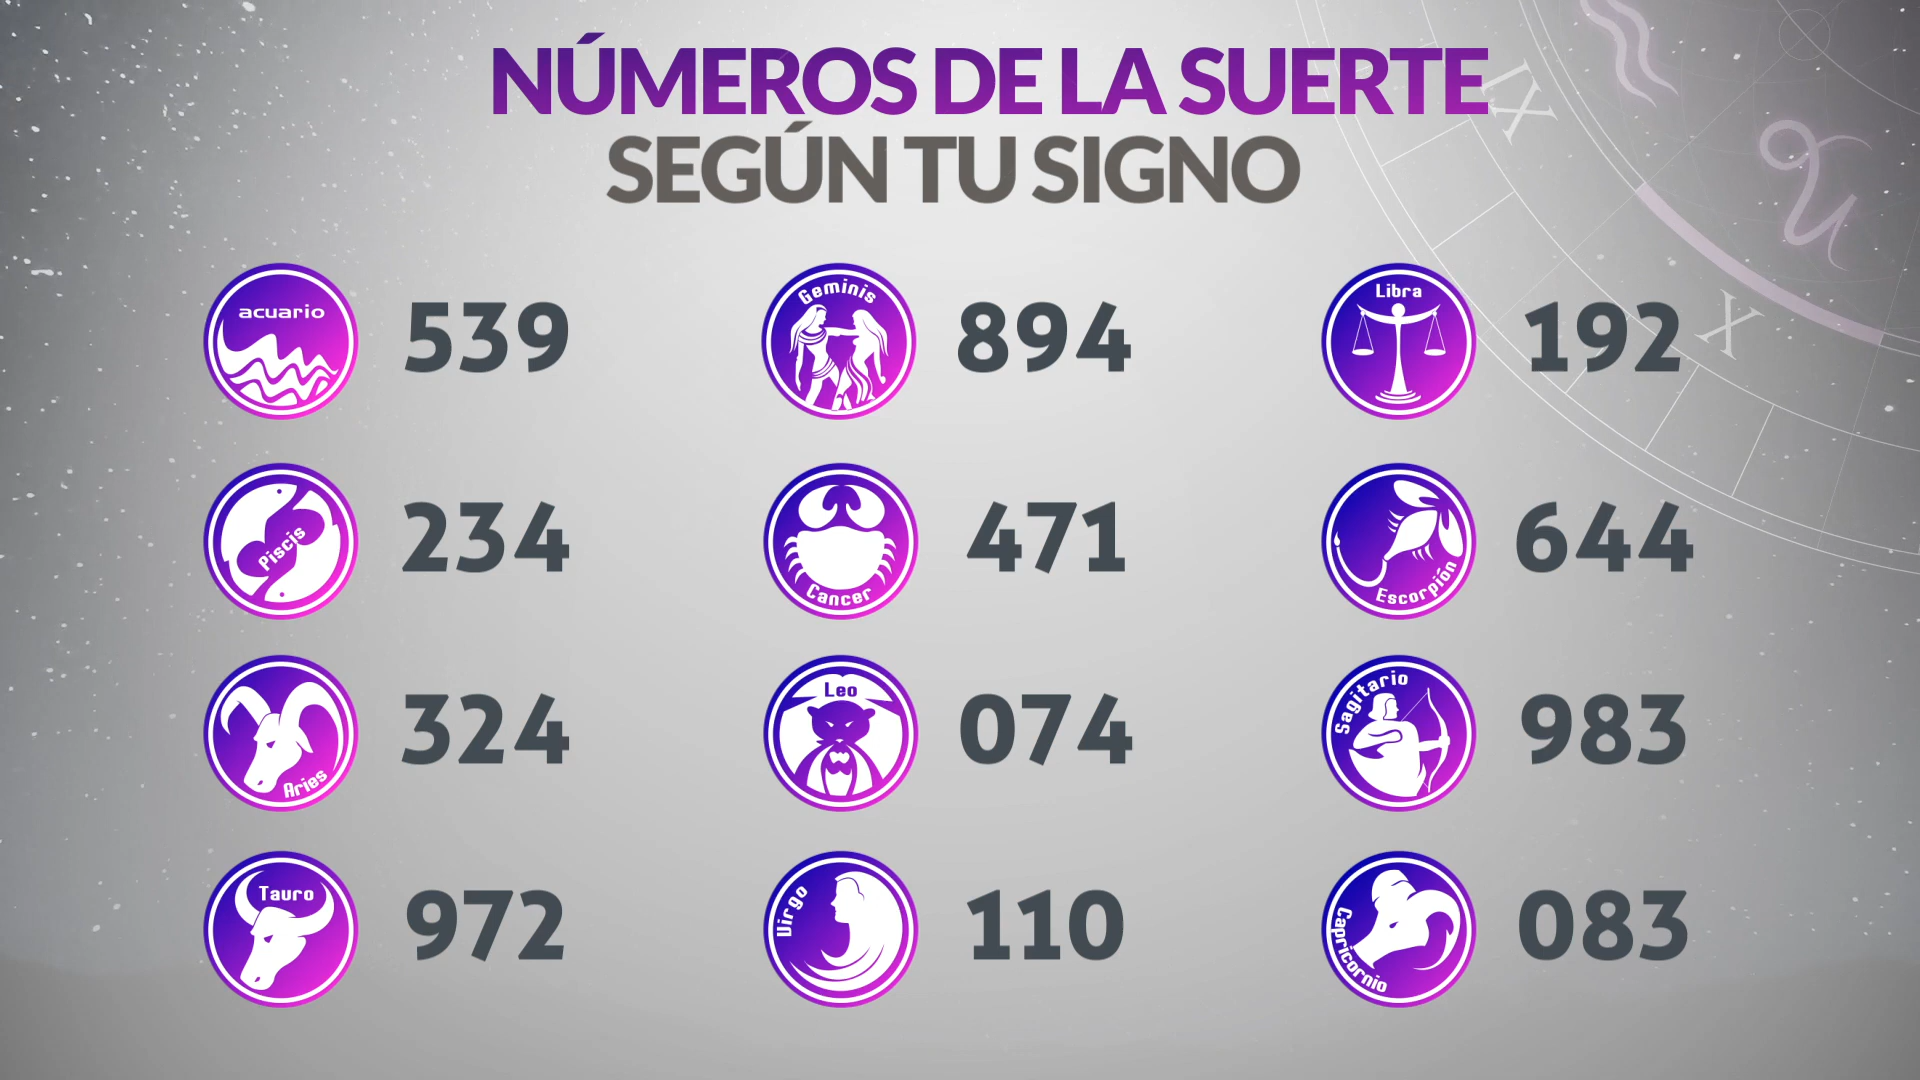 NÚMEROS DE LA SUERTE
SEGÚN TU SIGNO
acuario 539
Geminis 894
Libra 192
Piscis 234
Cancer 471
Escorpión 644
Aries 324
Leo 074
Sagitario 983
Tauro 972
Virgo 110
Capricornio 083
X
X